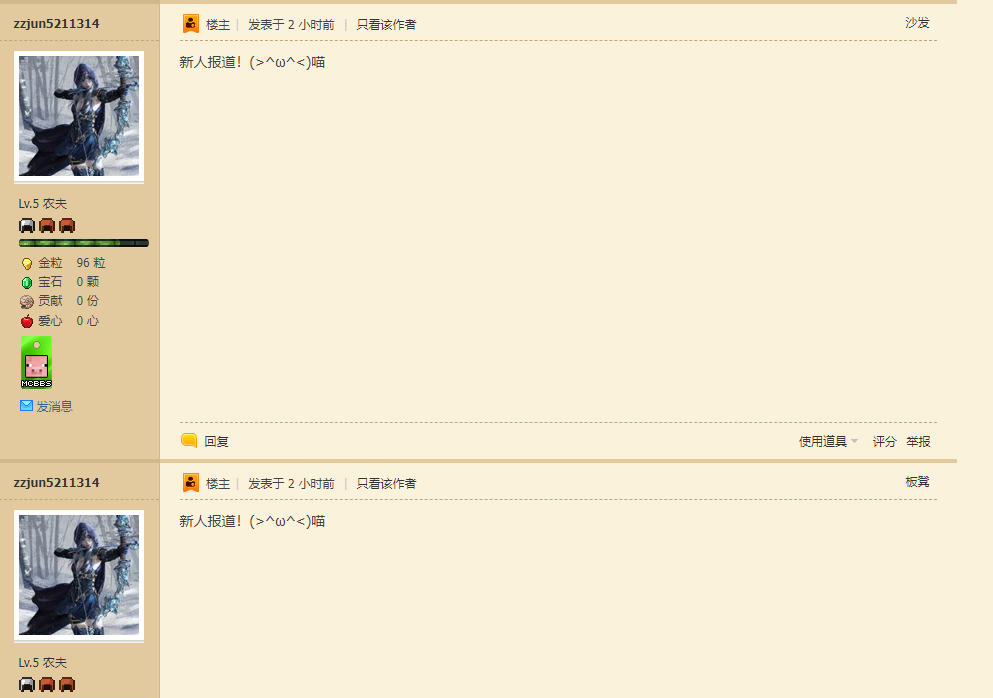 zzjun5211314
楼主 | 发表于 2 小时前 | 只看该作者
沙发
新人报道！(>^ω^<)喵
Lv.5 农夫
金粒 96 粒
宝石 0 颗
贡献 0 份
爱心 0 心
MCBBS
发消息
回复
使用道具 评分 举报
zzjun5211314
楼主 | 发表于 2 小时前 | 只看该作者
板凳
新人报道！(>^ω^<)喵
Lv.5 农夫